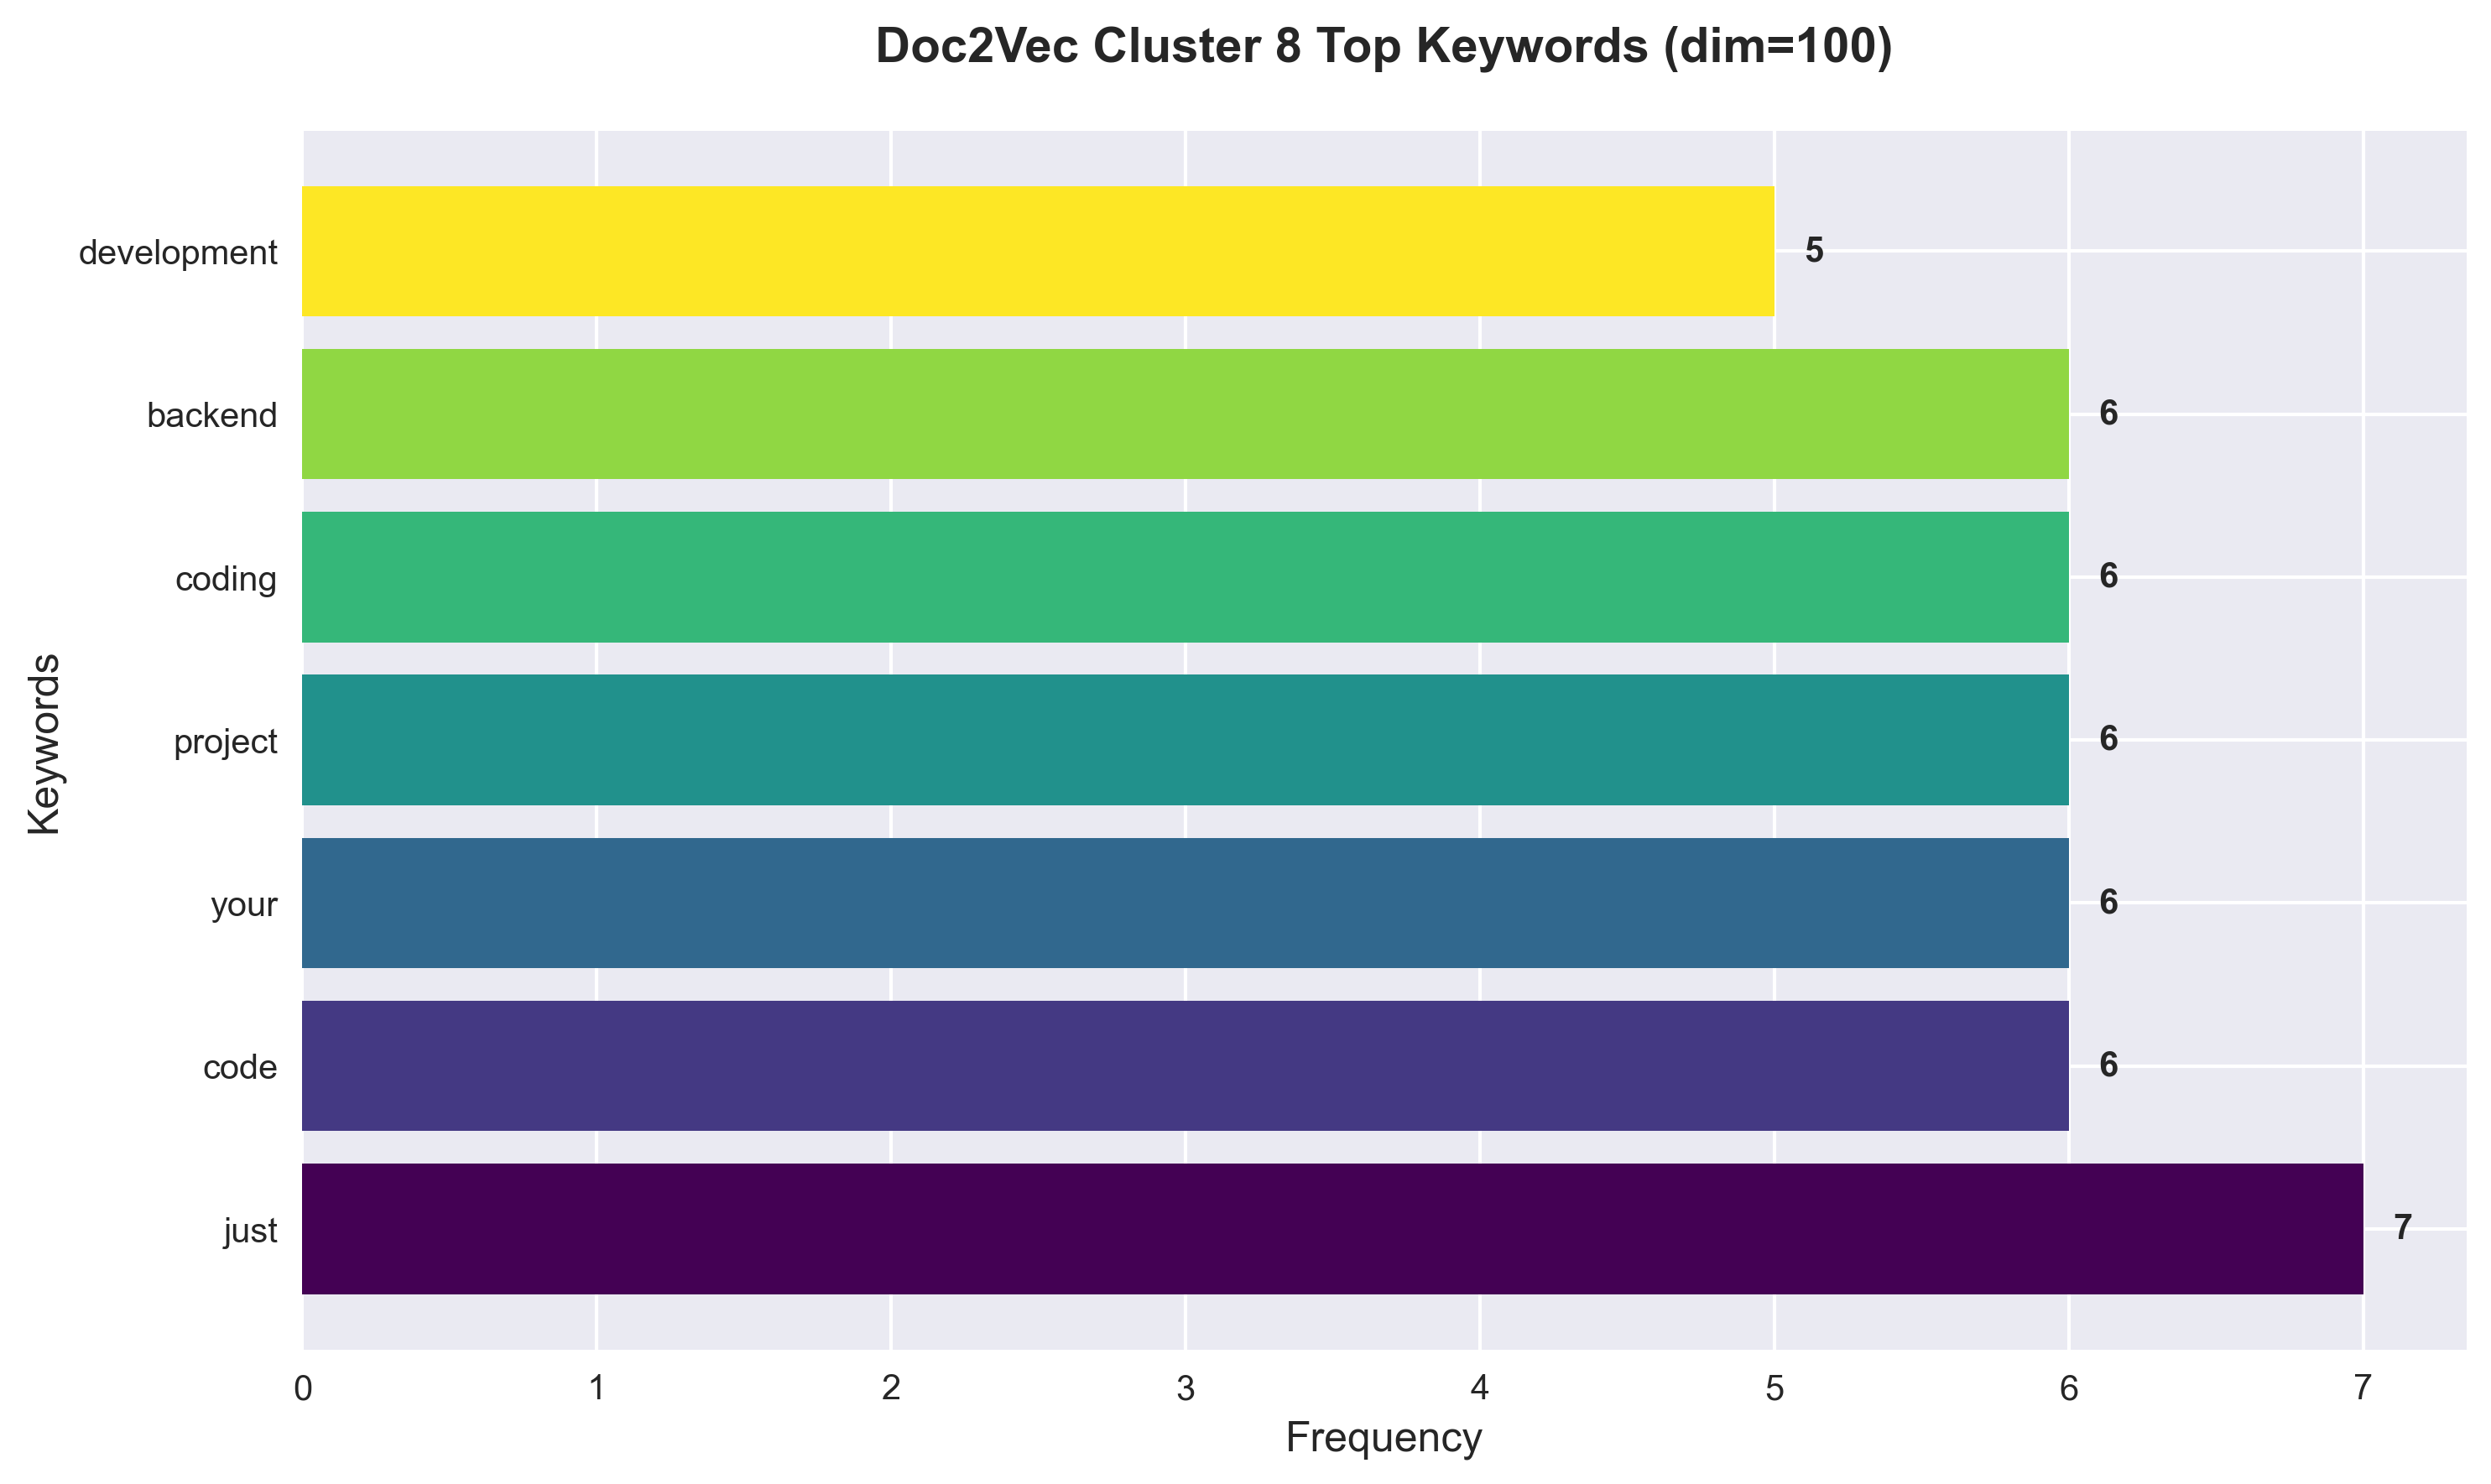 Doc2Vec Cluster 8 Top Keywords (dim=100)
Keywords
development
5
backend
6
coding
6
project
6
your
6
code
6
just
7
0 1 2 3 4 5 6 7
Frequency